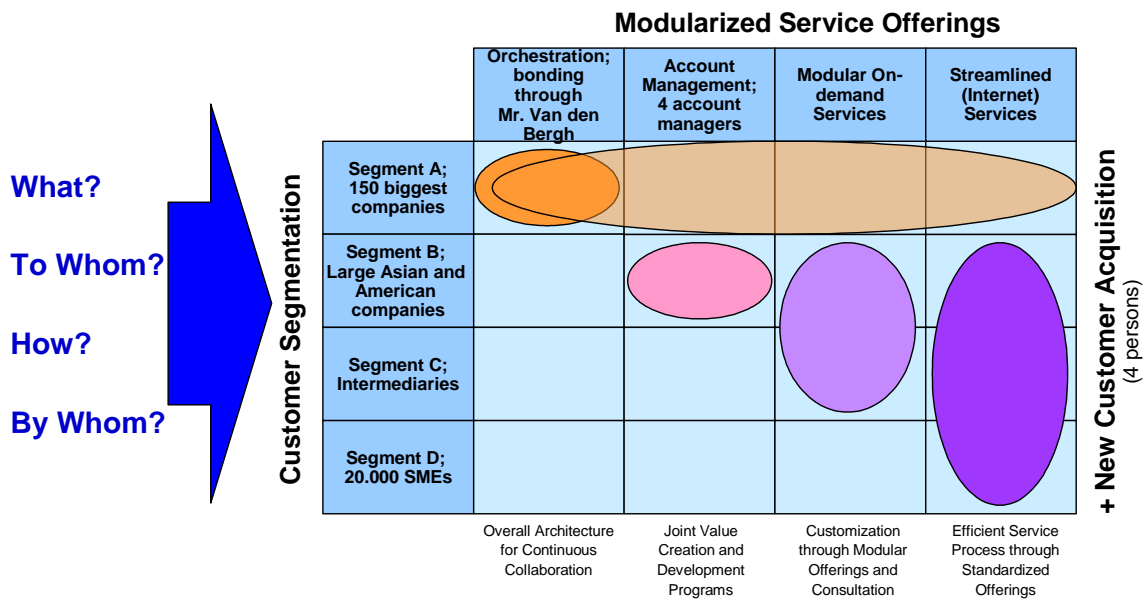 Modularized Service Offerings
Orchestration;
bonding
through
Mr. Van den
Bergh
Account
Management;
4 account
managers
Modular On-
demand
Services
Streamlined
(Internet)
Services
What?
To Whom?
How?
By Whom?
Customer Segmentation
Segment A;
150 biggest
companies
Segment B;
Large Asian and
American
companies
Segment C;
Intermediaries
Segment D;
20.000 SMEs
+ New Customer Acquisition
(4 persons)
Overall Architecture
for Continuous
Collaboration
Joint Value
Creation and
Development
Programs
Customization
through Modular
Offerings and
Consultation
Efficient Service
Process through
Standardized
Offerings